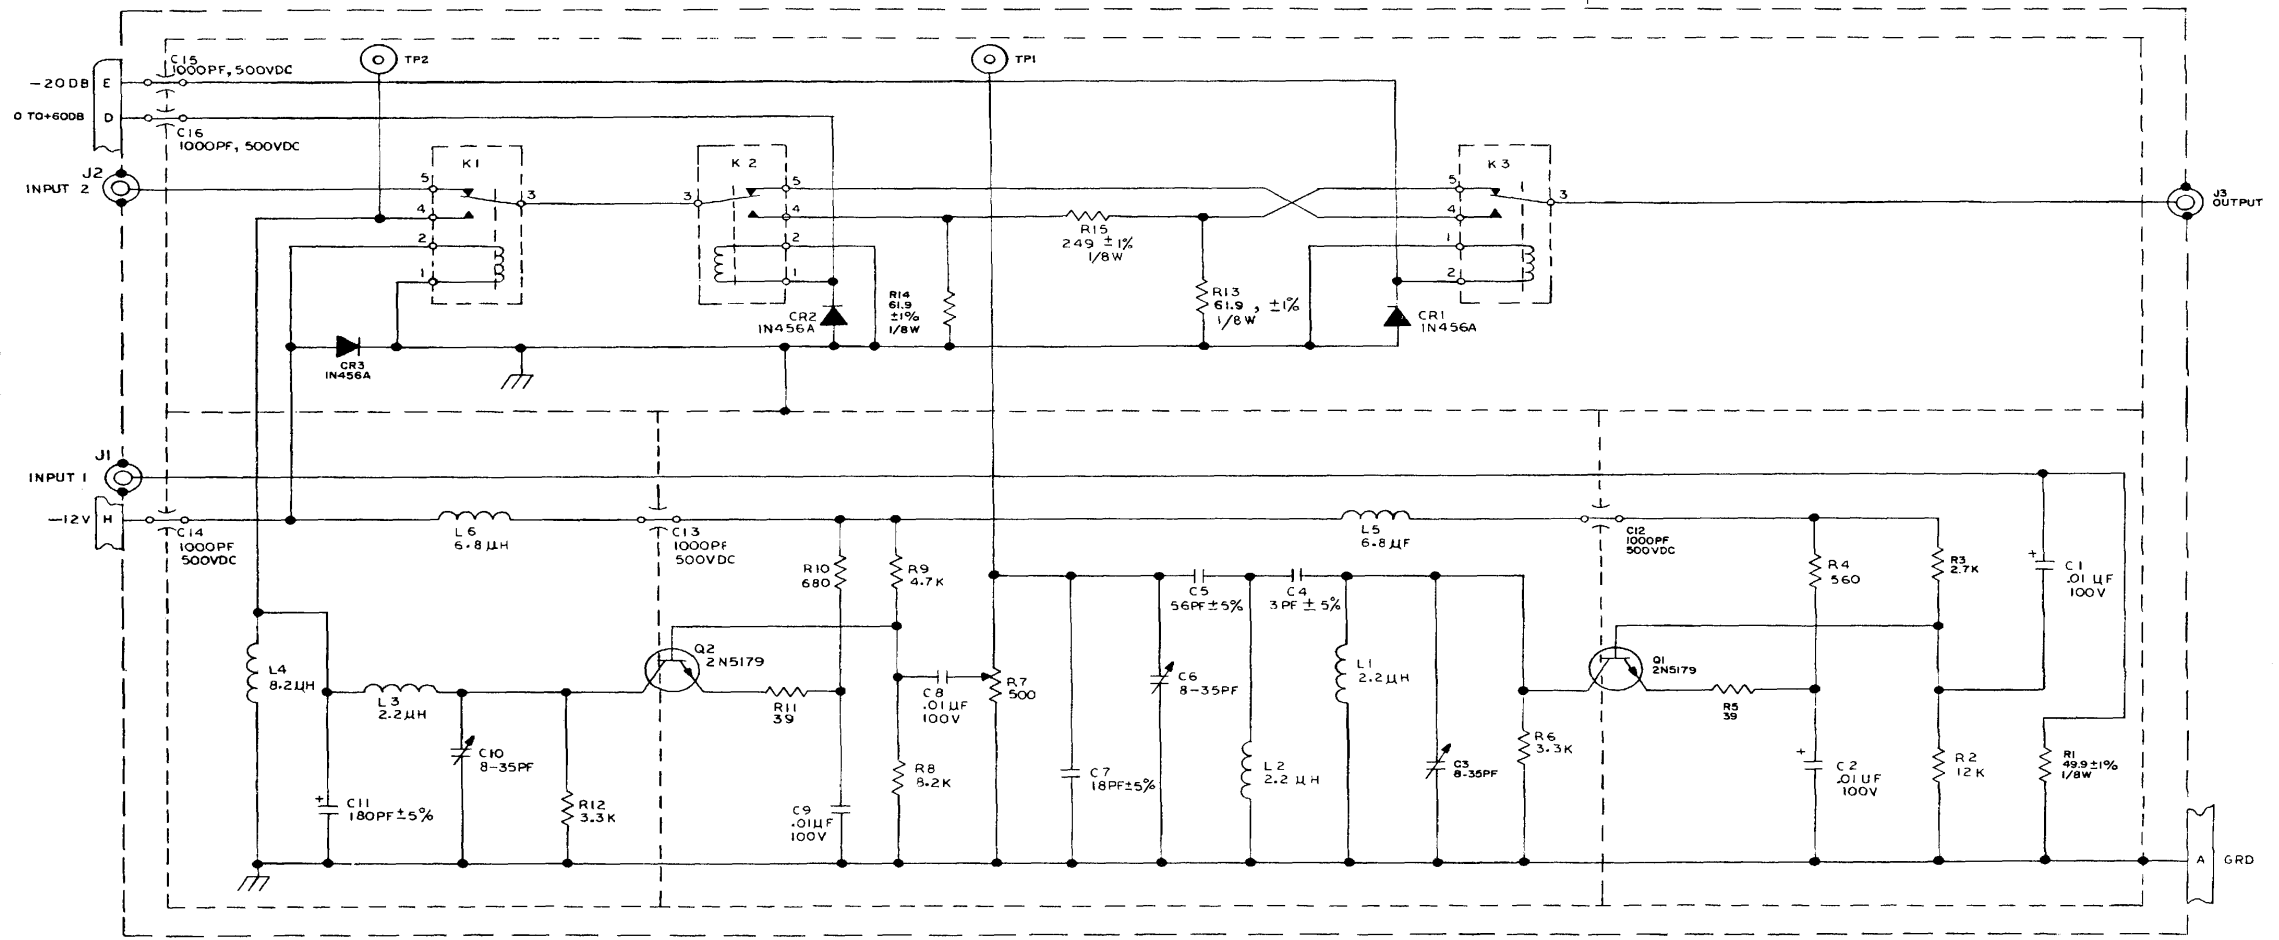 C15
1000PF, 500VDC
TP2
TP1
-20DB
E
0 TO+60DB
D
C16
1000PF, 500VDC
J2
INPUT 2
K1
5
4
2
1
3
K2
3
5
4
2
1
K3
5
4
1
2
3
J3
OUTPUT
R15
249 ±1%
1/8W
R14
61.9
±1%
1/8W
R13
61.9, ±1%
1/8W
CR2
1N456A
CR1
1N456A
CR3
1N456A
J1
INPUT 1
-12V
H
C14
1000PF
500VDC
L6
6.8µH
C13
1000PF
500VDC
L5
6.8µF
C12
1000PF
500VDC
R10
680
R9
4.7K
R4
560
R3
2.7K
+
C1
.01µF
100V
C5
56PF±5%
C4
3PF±5%
Q2
2N5179
Q1
2N5179
L4
8.2µH
L3
2.2µH
R11
39
C8
.01µF
100V
R7
500
C6
8-35PF
L1
2.2µH
R5
39
C10
8-35PF
R6
3.3K
C3
8-35PF
L2
2.2µH
C7
18PF±5%
R8
8.2K
+
C2
.01UF
100V
R2
12K
R1
49.9±1%
1/8W
+
C11
180PF±5%
R12
3.3K
C9
.01µF
100V
A
GRD